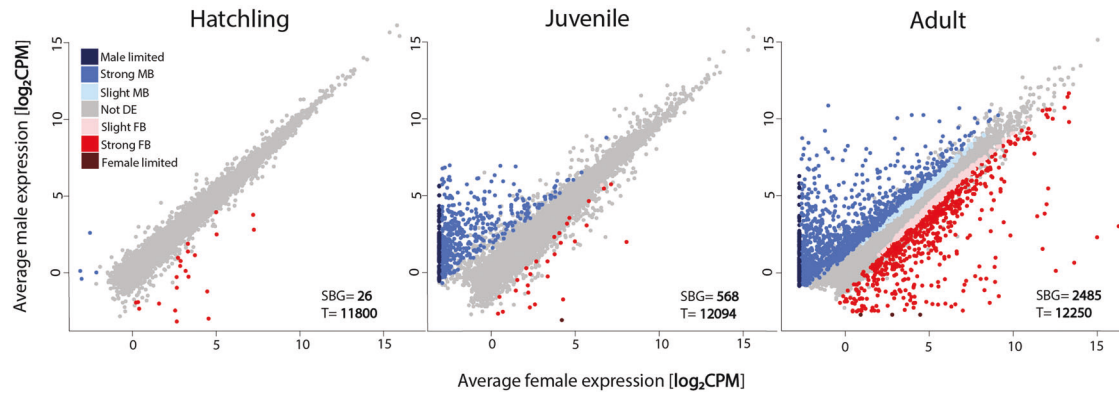 Hatchling
Juvenile
Adult
Average male expression [log₂CPM]
15
10
5
0
Male limited
Strong MB
Slight MB
Not DE
Slight FB
Strong FB
Female limited
SBG= 26
T= 11800
0 5 10 15
15
10
5
0
SBG= 568
T= 12094
0 5 10 15
15
10
5
0
SBG= 2485
T= 12250
0 5 10 15
Average female expression [log₂CPM]